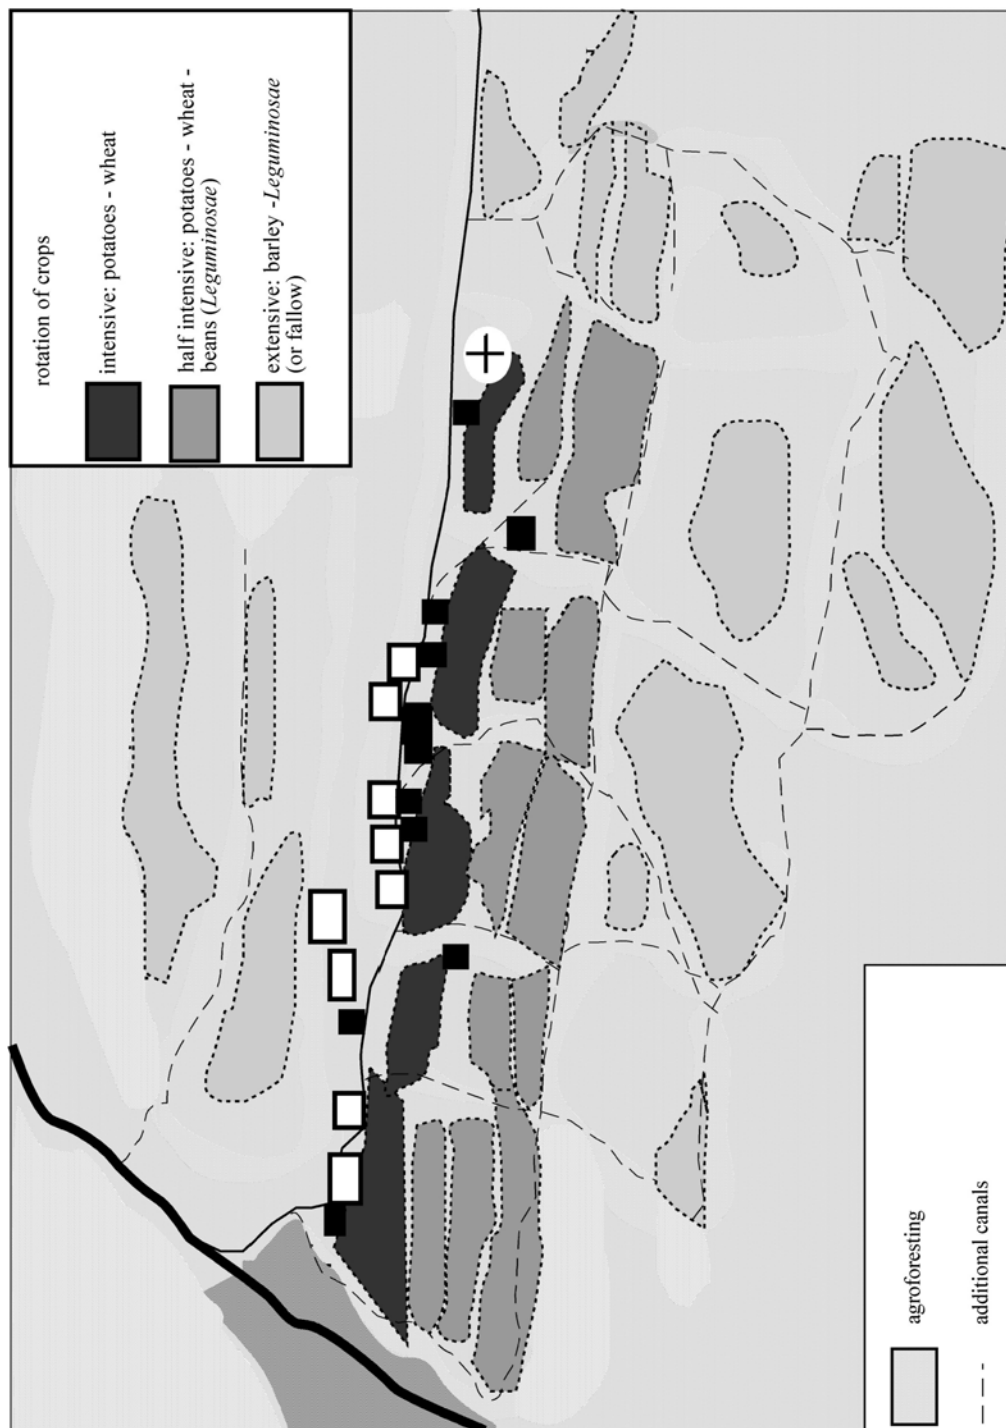 rotation of crops
intensive: potatoes - wheat
half intensive: potatoes - wheat -
beans (Leguminosae)
extensive: barley -Leguminosae
(or fallow)
agroforesting
additional canals